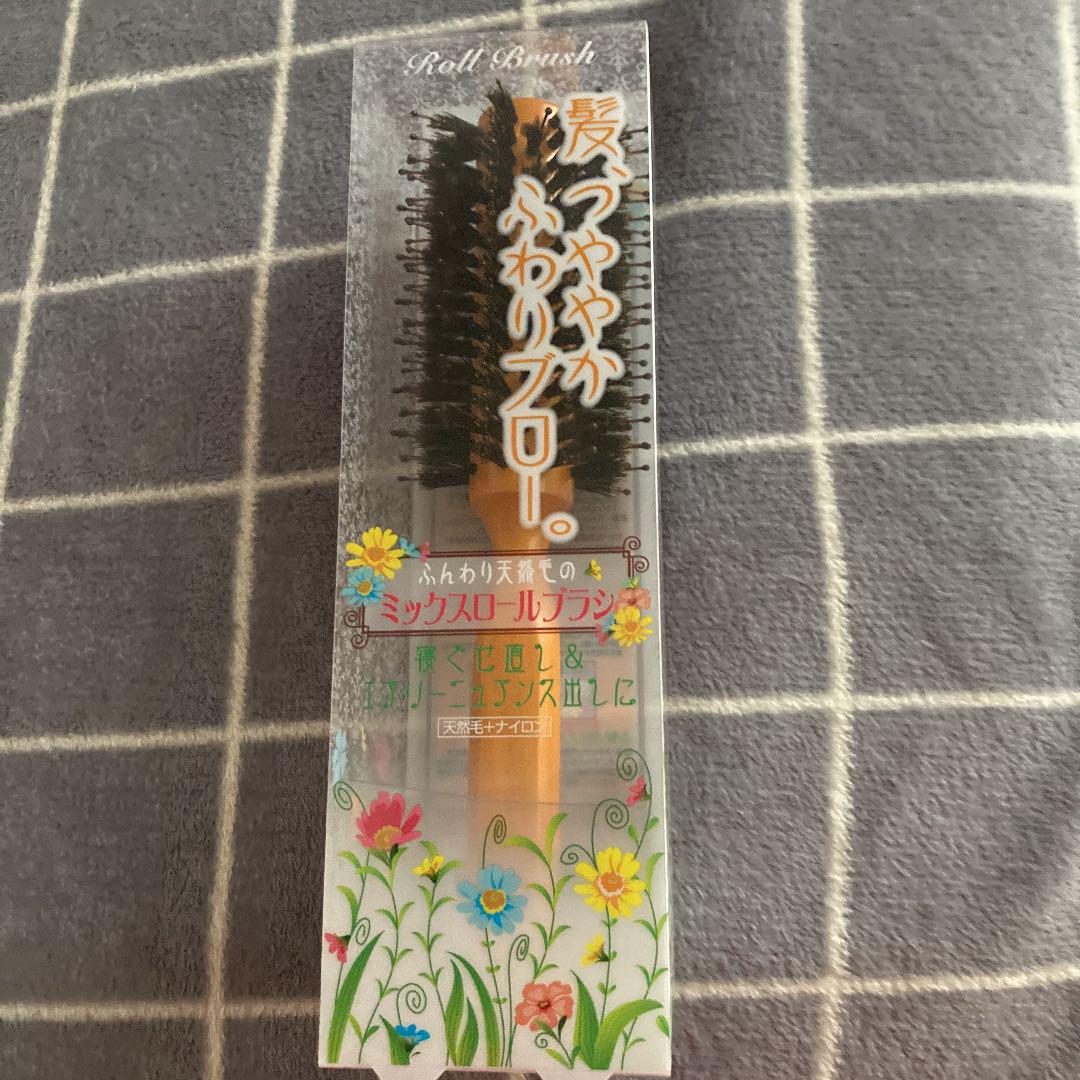 Roll Brush
髪づややか
ふわりブロー。
ふんわり天然毛の
ミックスロールブラシ
寝ぐせ直し&
エアリーニュアンス出しに
天然毛+ナイロン